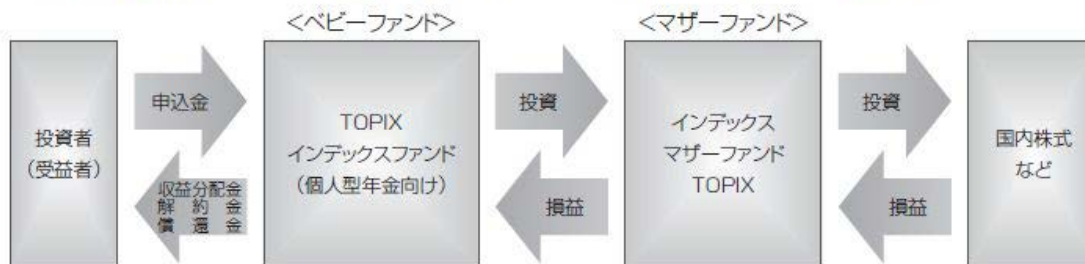 <ベビーファンド>
<マザーファンド>
投資者
(受益者)
申込金
収益分配金
解約金
償還金
TOPIX
インデックスファンド
(個人型年金向け)
投資
損益
インデックス
マザーファンド
TOPIX
投資
損益
国内株式
など